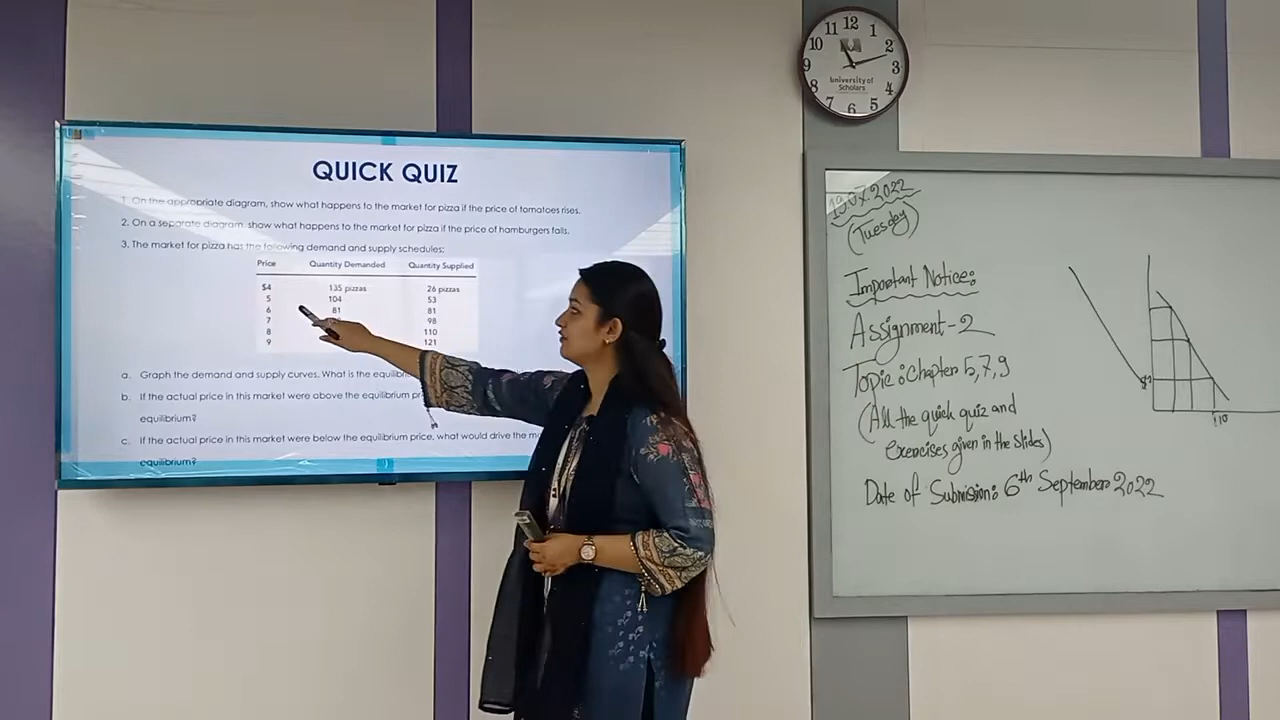 QUICK QUIZ
1. On the appropriate diagram, show what happens to the market for pizza if the price of tomatoes rises.
2. On a separate diagram, show what happens to the market for pizza if the price of hamburgers falls.
3. The market for pizza has the following demand and supply schedules:
Price Quantity Demanded Quantity Supplied
$4 135 pizzas 26 pizzas
5 104 53
6 81 81
7 98
8 110
9 121
a. Graph the demand and supply curves. What is the
b. If the actual price in this market were above the equilibrium
equilibrium?
c. If the actual price in this market were below the equilibrium price, what would drive the
equilibrium?
11 12 1
10 2
9 3
8 4
7 6 5
University of
Scholars
(Tuesday)
Important Notice:
Assignment-2
Topic: Chapter 5,7,9
(All the quick quiz and
exercises given in the slides)
Date of Submission: 6th September 2022
110